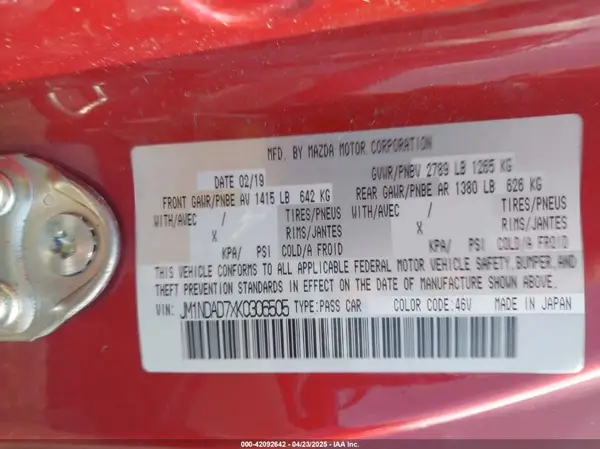 MFD. BY MAZDA MOTOR CORPORATION
DATE 02/19 GVWR/PNBV 2789 LB 1265 KG
FRONT GAWR/PNBE AV 1415 LB 642 KG REAR GAWR/PNBE AR 1380 LB 626 KG
WITH/AVEC / TIRES/PNEUS WITH/AVEC / TIRES/PNEUS
X RIMS/JANTES X RIMS/JANTES
KPA/ PSI COLD/A FROID KPA/ PSI COLD/A FROID
THIS VEHICLE CONFORMS TO ALL APPLICABLE FEDERAL MOTOR VEHICLE SAFETY, BUMPER, AND
THEFT PREVENTION STANDARDS IN EFFECT ON THE DATE OF MANUFACTURE SHOWN ABOVE.
VIN: JM1NDAD7XK0306505 TYPE:PASS CAR COLOR CODE:46V MADE IN JAPAN
000-42092642 - 04/23/2025 - IAA Inc.